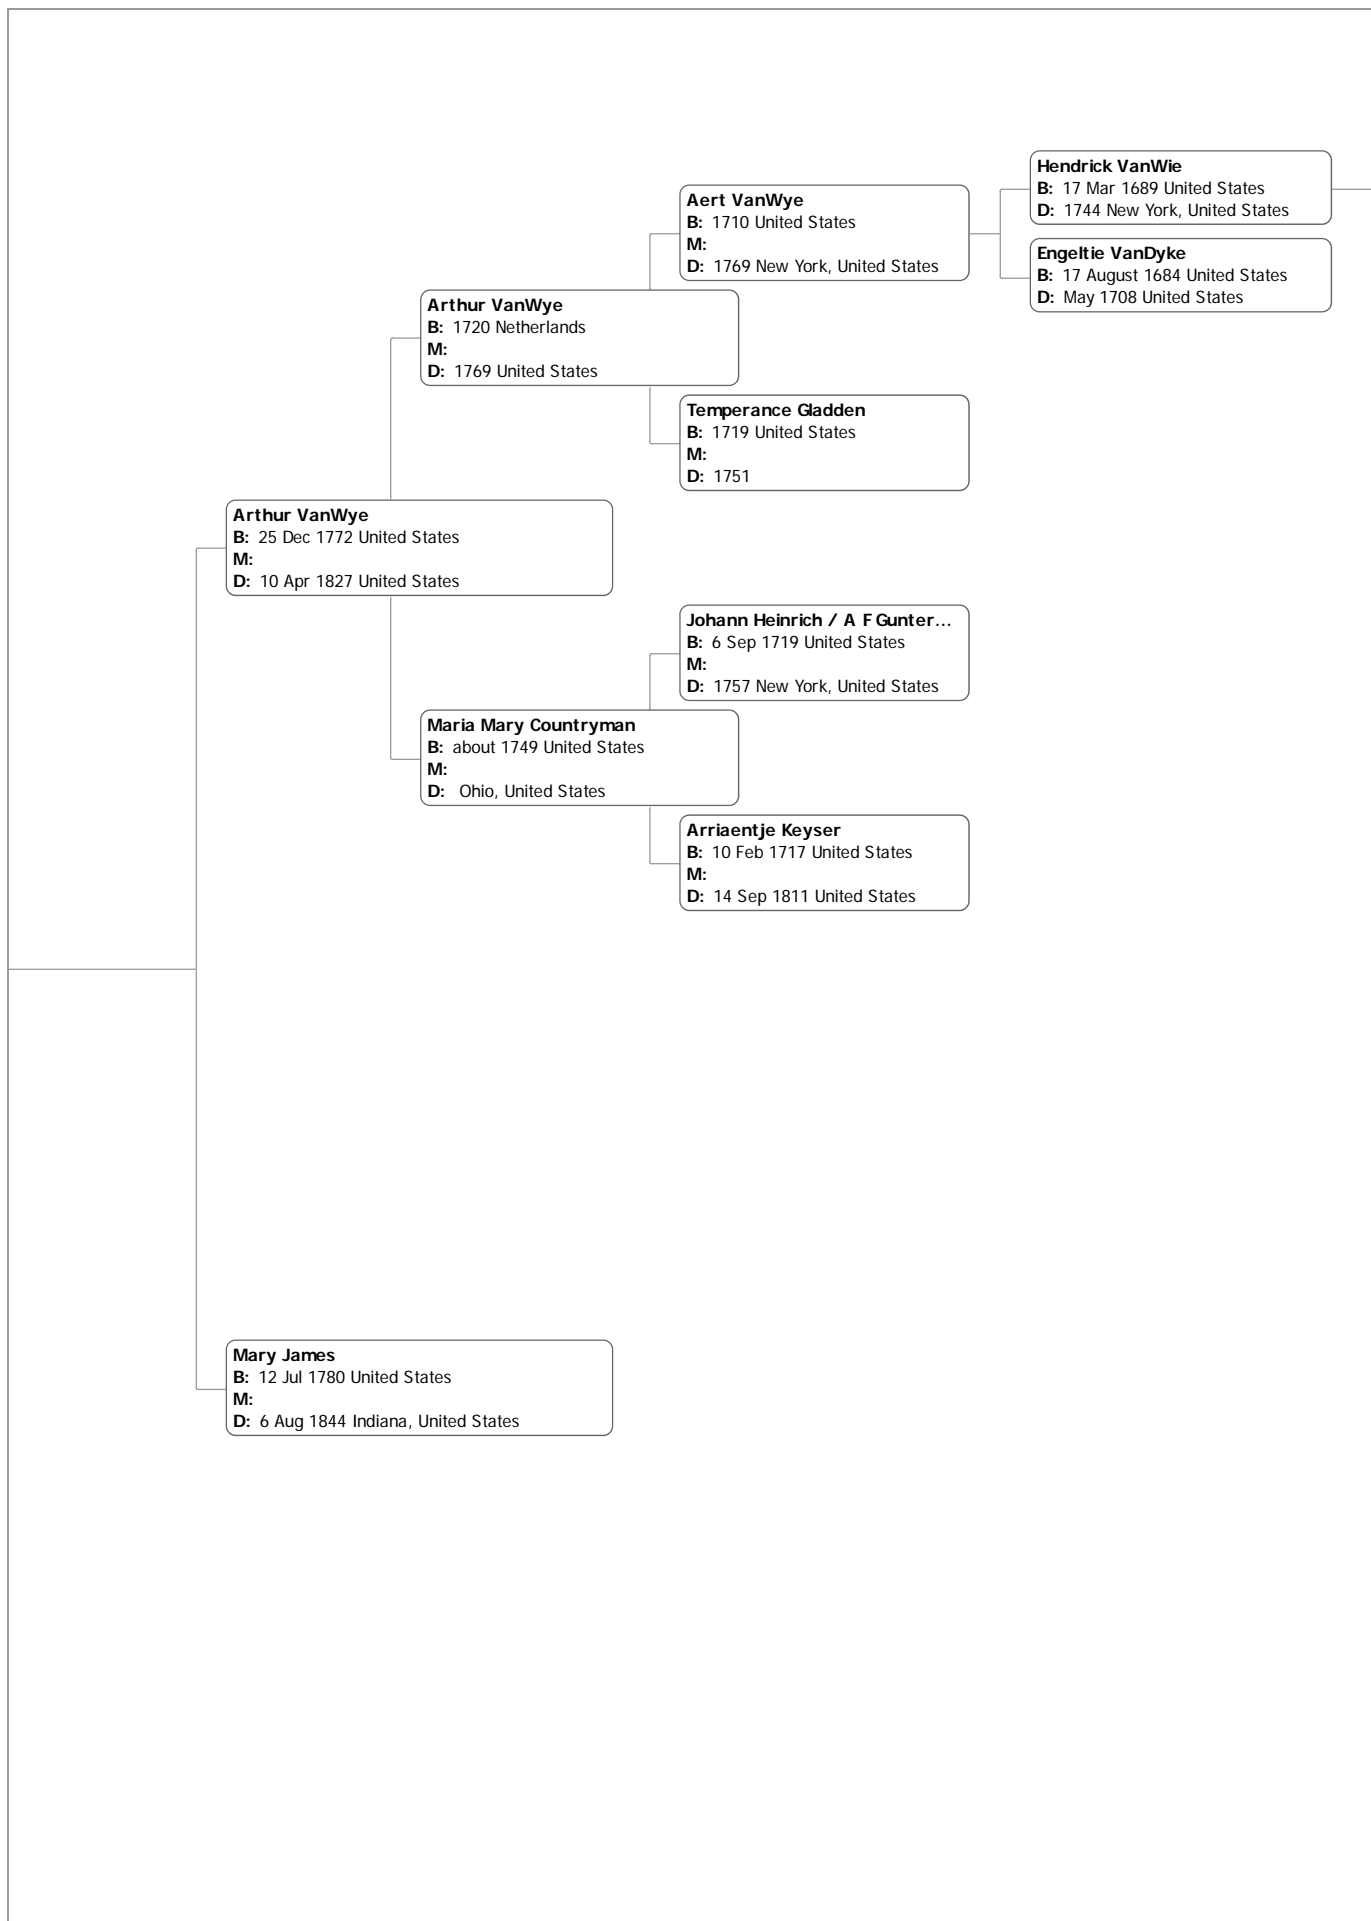 Hendrick VanWie
B: 17 Mar 1689 United States
D: 1744 New York, United States
Aert VanWye
B: 1710 United States
M:
D: 1769 New York, United States
Engeltie VanDyke
B: 17 August 1684 United States
D: May 1708 United States
Arthur VanWye
B: 1720 Netherlands
M:
D: 1769 United States
Temperance Gladden
B: 1719 United States
M:
D: 1751
Arthur VanWye
B: 25 Dec 1772 United States
M:
D: 10 Apr 1827 United States
Johann Heinrich / A F Gunter...
B: 6 Sep 1719 United States
M:
D: 1757 New York, United States
Maria Mary Countryman
B: about 1749 United States
M:
D: Ohio, United States
Arriaentje Keyser
B: 10 Feb 1717 United States
M:
D: 14 Sep 1811 United States
Mary James
B: 12 Jul 1780 United States
M:
D: 6 Aug 1844 Indiana, United States